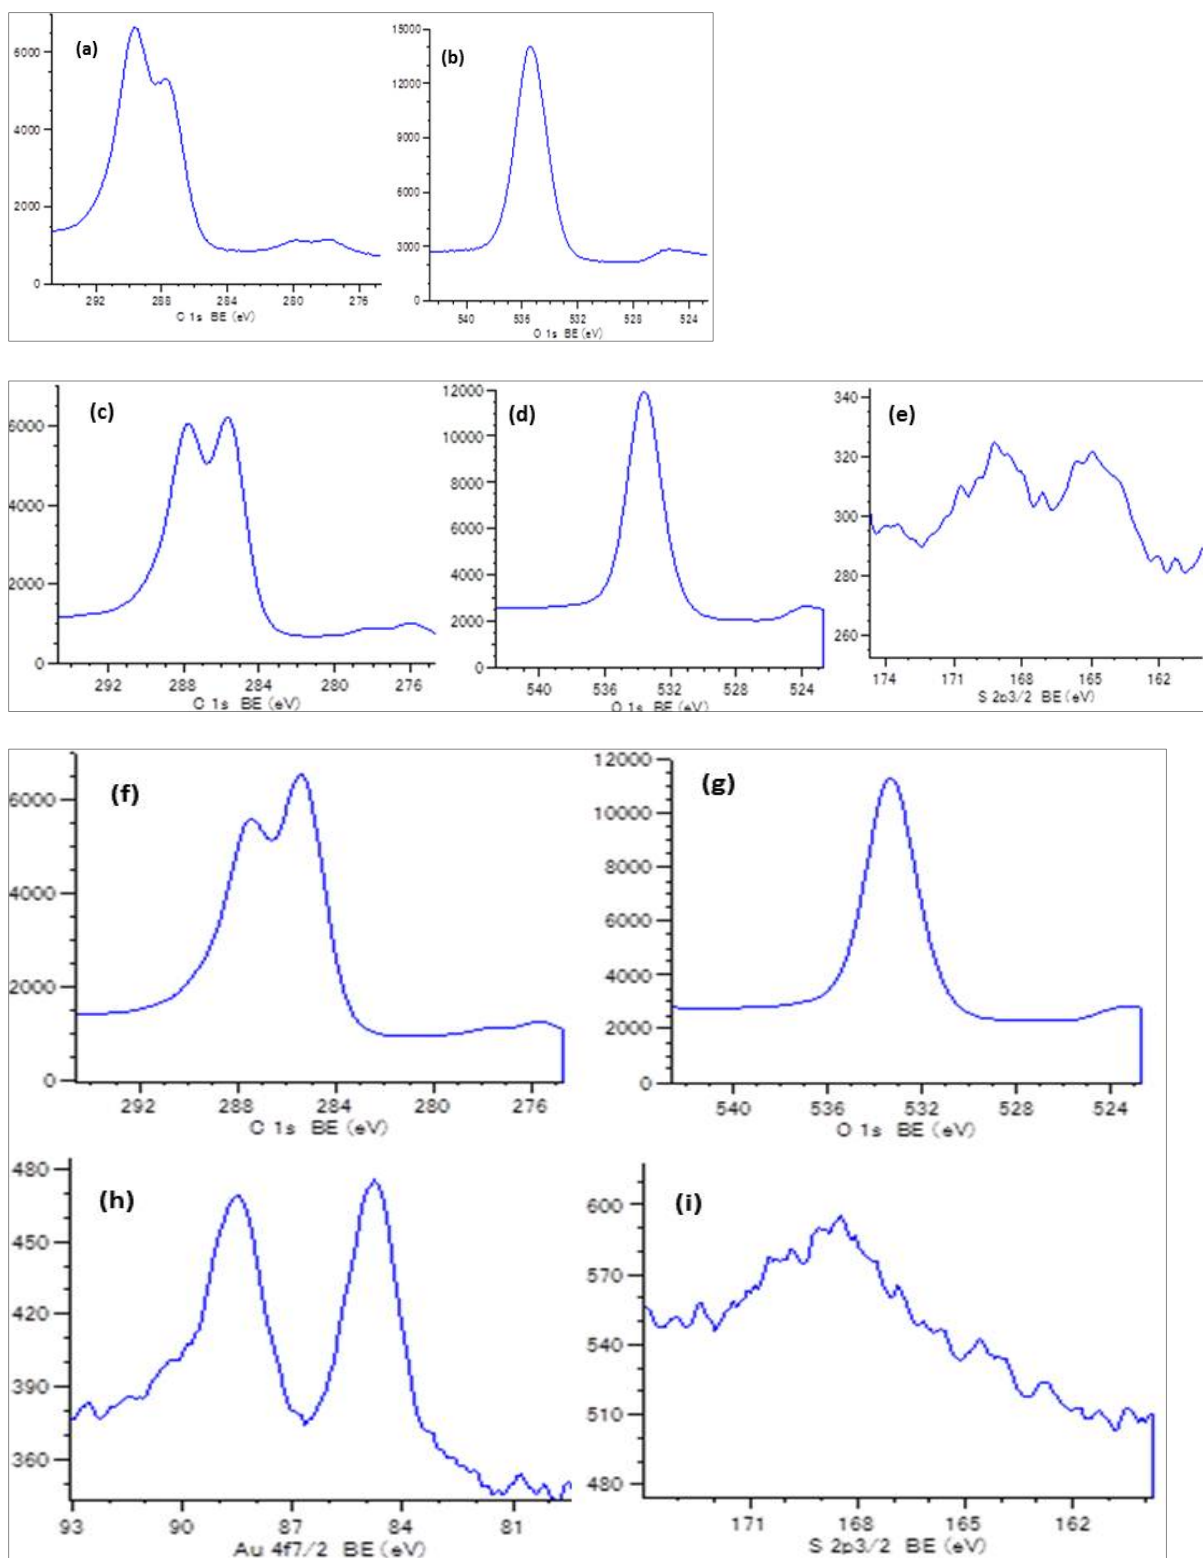 (a)
6000
4000
2000
0
292 288 284 280 276
C 1s BE (eV)
(b)
15000
12000
9000
6000
3000
0
540 536 532 528 524
O 1s BE (eV)
(c)
6000
4000
2000
0
292 288 284 280 276
C 1s BE (eV)
(d)
12000
10000
8000
6000
4000
2000
0
540 536 532 528 524
O 1s BE (eV)
(e)
340
320
300
280
260
174 171 168 165 162
S 2p3/2 BE (eV)
(f)
6000
4000
2000
0
292 288 284 280 276
C 1s BE (eV)
(g)
12000
10000
8000
6000
4000
2000
0
540 536 532 528 524
O 1s BE (eV)
(h)
480
450
420
390
360
93 90 87 84 81
Au 4f7/2 BE (eV)
(i)
600
570
540
510
480
171 168 165 162
S 2p3/2 BE (eV)